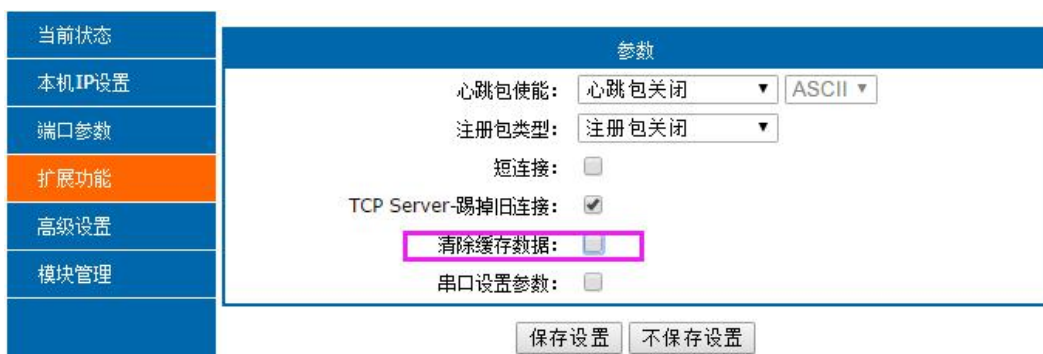 当前状态
本机IP设置
端口参数
扩展功能
高级设置
模块管理
参数
心跳包使能： 心跳包关闭 ASCII
注册包类型： 注册包关闭
短连接：
TCP Server-踢掉旧连接：
清除缓存数据：
串口设置参数：
保存设置 不保存设置